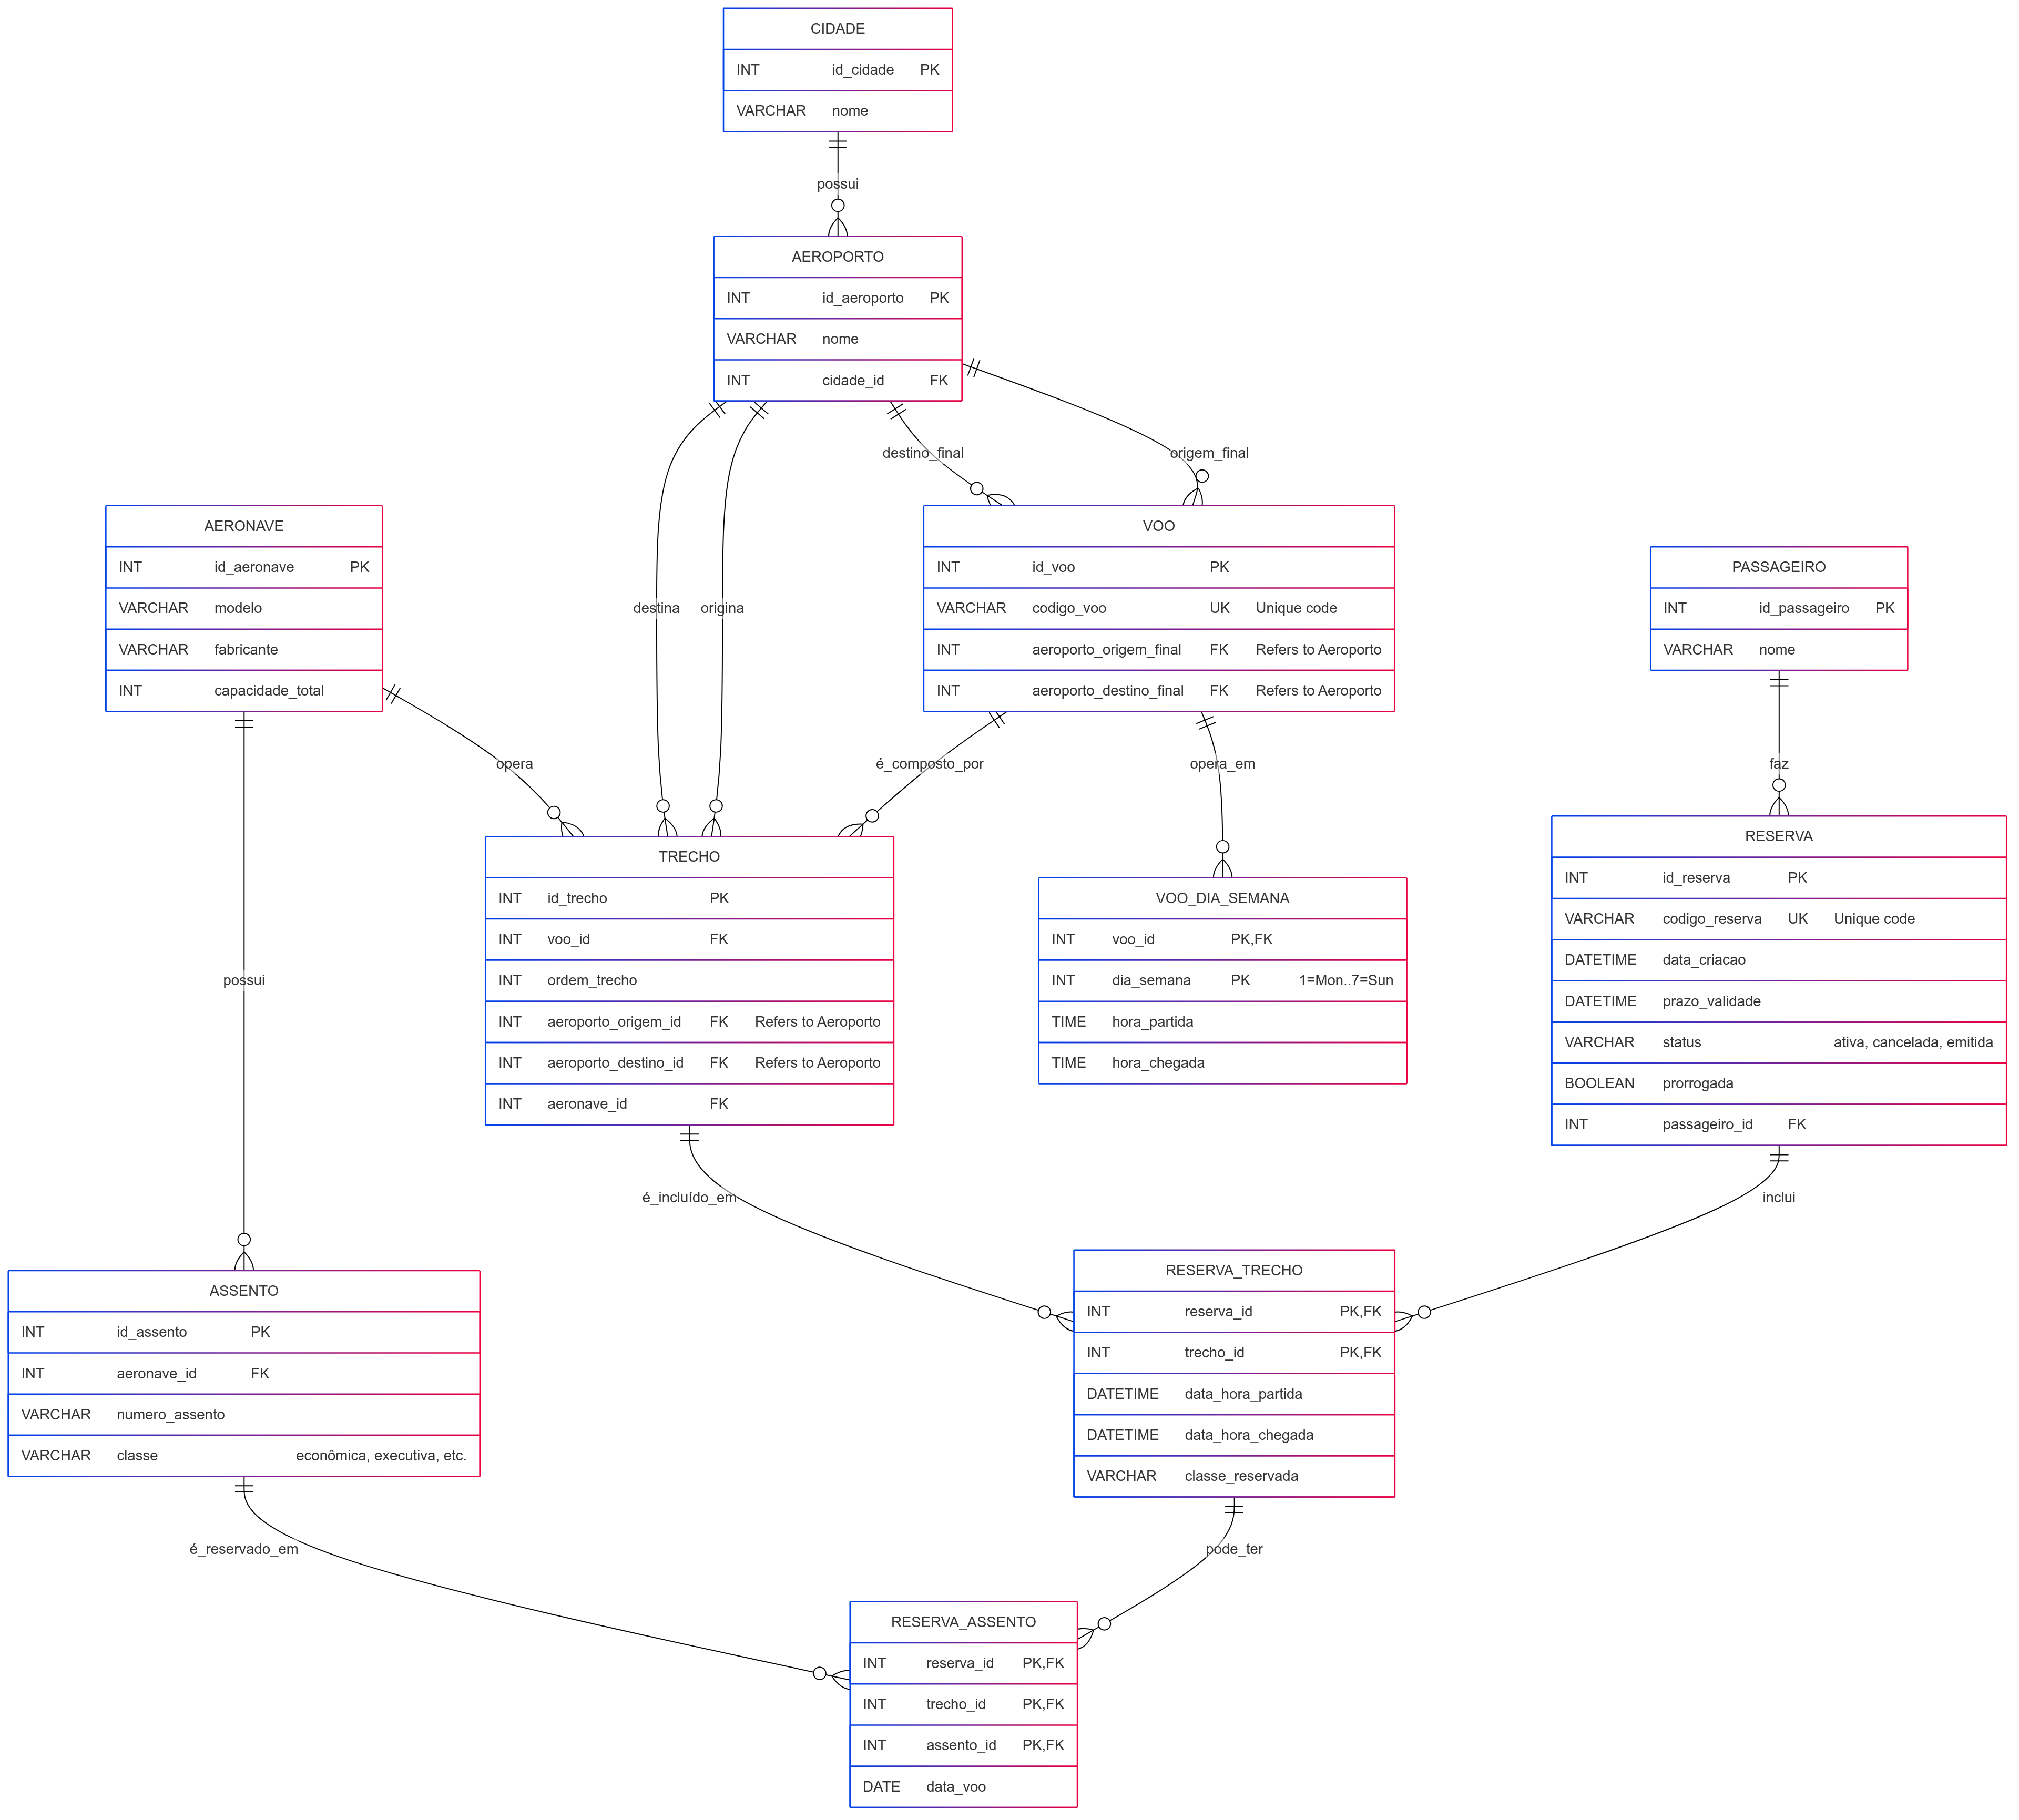 CIDADE
INT id_cidade PK
VARCHAR nome
possui
AEROPORTO
INT id_aeroporto PK
VARCHAR nome
INT cidade_id FK
destino_final
origem_final
destina
origina
AERONAVE
INT id_aeronave PK
VARCHAR modelo
VARCHAR fabricante
INT capacidade_total
VOO
INT id_voo PK
VARCHAR codigo_voo UK Unique code
INT aeroporto_origem_final FK Refers to Aeroporto
INT aeroporto_destino_final FK Refers to Aeroporto
PASSAGEIRO
INT id_passageiro PK
VARCHAR nome
opera
é_composto_por
opera_em
faz
TRECHO
INT id_trecho PK
INT voo_id FK
INT ordem_trecho
INT aeroporto_origem_id FK Refers to Aeroporto
INT aeroporto_destino_id FK Refers to Aeroporto
INT aeronave_id FK
VOO_DIA_SEMANA
INT voo_id PK,FK
INT dia_semana PK 1=Mon..7=Sun
TIME hora_partida
TIME hora_chegada
RESERVA
INT id_reserva PK
VARCHAR codigo_reserva UK Unique code
DATETIME data_criacao
DATETIME prazo_validade
VARCHAR status ativa, cancelada, emitida
BOOLEAN prorrogada
INT passageiro_id FK
possui
é_incluído_em
inclui
ASSENTO
INT id_assento PK
INT aeronave_id FK
VARCHAR numero_assento
VARCHAR classe econômica, executiva, etc.
RESERVA_TRECHO
INT reserva_id PK,FK
INT trecho_id PK,FK
DATETIME data_hora_partida
DATETIME data_hora_chegada
VARCHAR classe_reservada
é_reservado_em
pode_ter
RESERVA_ASSENTO
INT reserva_id PK,FK
INT trecho_id PK,FK
INT assento_id PK,FK
DATE data_voo